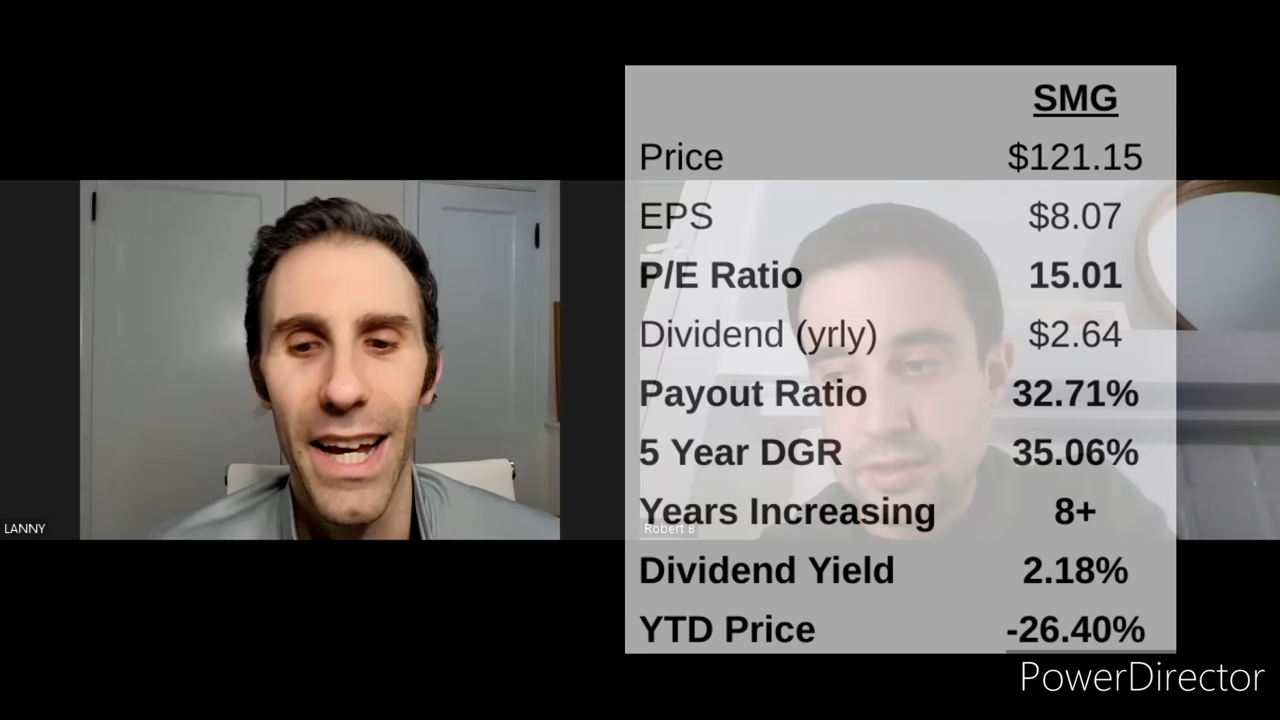 SMG
Price $121.15
EPS $8.07
P/E Ratio 15.01
Dividend (yrly) $2.64
Payout Ratio 32.71%
5 Year DGR 35.06%
Years Increasing 8+
Dividend Yield 2.18%
YTD Price -26.40%
LANNY
Robert B
PowerDirector